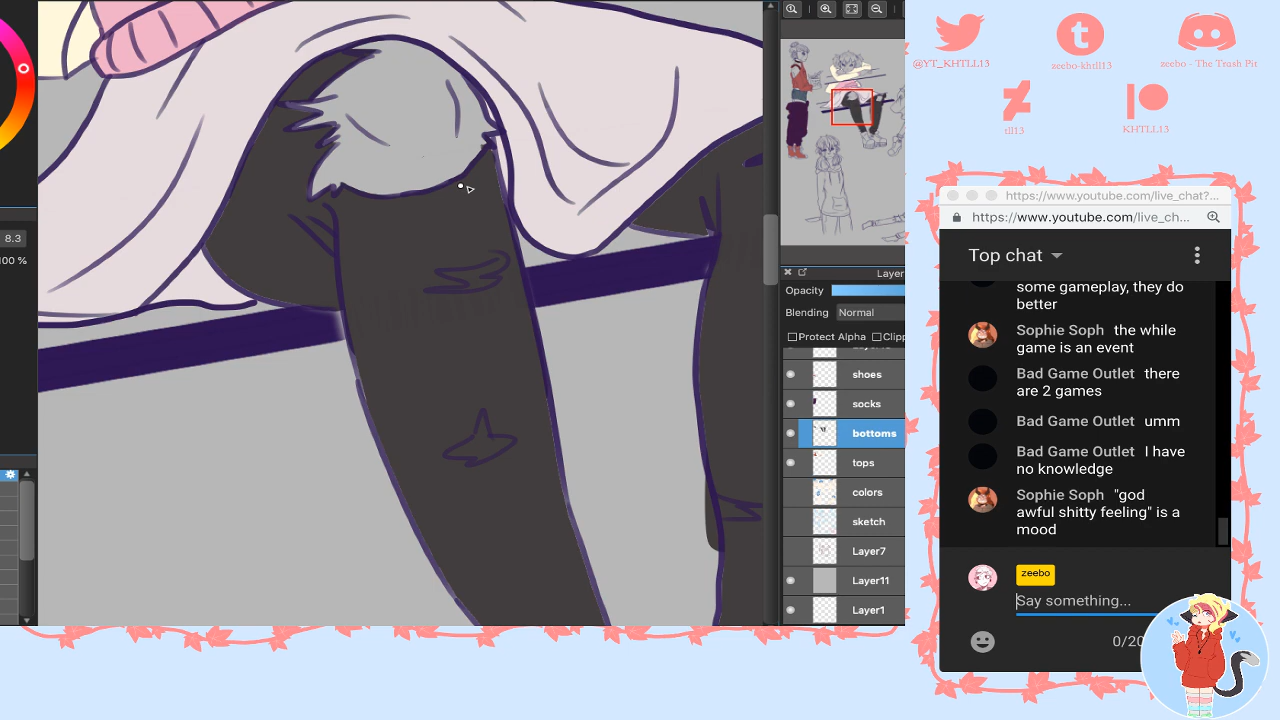 8.3
100 %
Layer
Opacity
Blending
Normal
Protect Alpha
Clipp
shoes
socks
bottoms
tops
colors
sketch
Layer7
Layer11
Layer1
@YT_KHTLL13
zeebo-khtll13
zeebo - The Trash Pit
tll13
KHTLL13
https://www.youtube.com/live_chat?...
https://www.youtube.com/live_ch...
Top chat
some gameplay, they do
better
Sophie Soph the while
game is an event
Bad Game Outlet there
are 2 games
Bad Game Outlet umm
Bad Game Outlet I have
no knowledge
Sophie Soph "god
awful shitty feeling" is a
mood
zeebo
Say something...
0/20